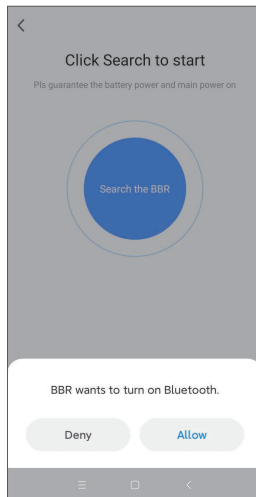 Click Search to start
Pls guarantee the battery power and main power on
Search the BBR
BBR wants to turn on Bluetooth.
Deny Allow